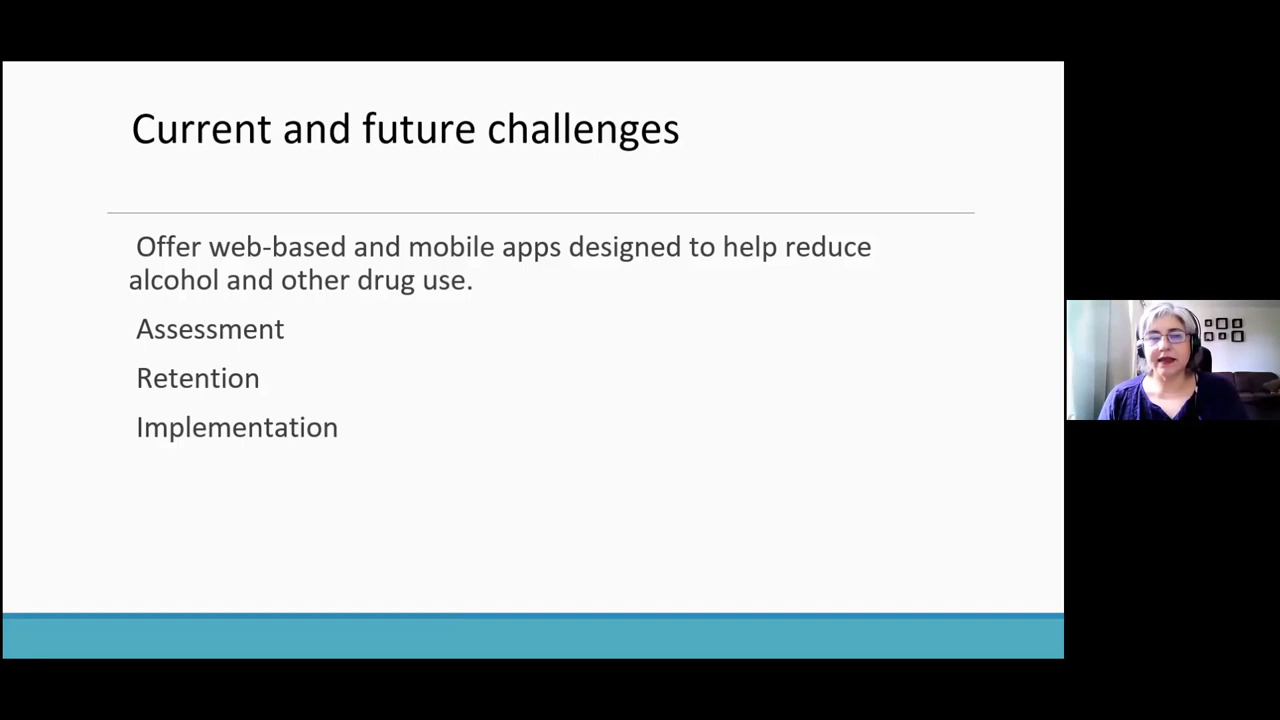 Current and future challenges
Offer web-based and mobile apps designed to help reduce
alcohol and other drug use.
Assessment
Retention
Implementation